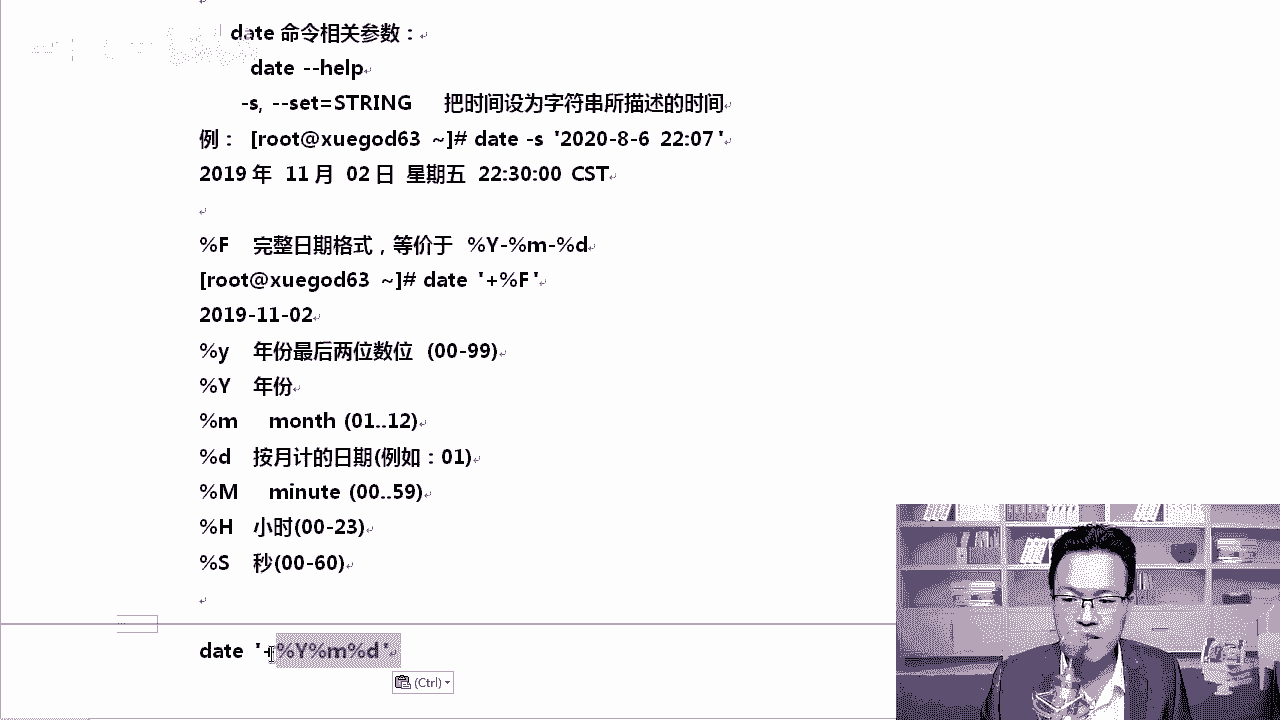 date 命令相关参数：
date --help
-s, --set=STRING 把时间设为字符串所描述的时间
例： [root@xuegod63 ~]# date -s '2020-8-6 22:07'
2019 年 11 月 02 日 星期五 22:30:00 CST
%F 完整日期格式，等价于 %Y-%m-%d
[root@xuegod63 ~]# date '+%F'
2019-11-02
%y 年份最后两位数位 (00-99)
%Y 年份
%m month (01..12)
%d 按月计的日期(例如：01)
%M minute (00..59)
%H 小时(00-23)
%S 秒(00-60)
date '+%Y%m%d'
(Ctrl)